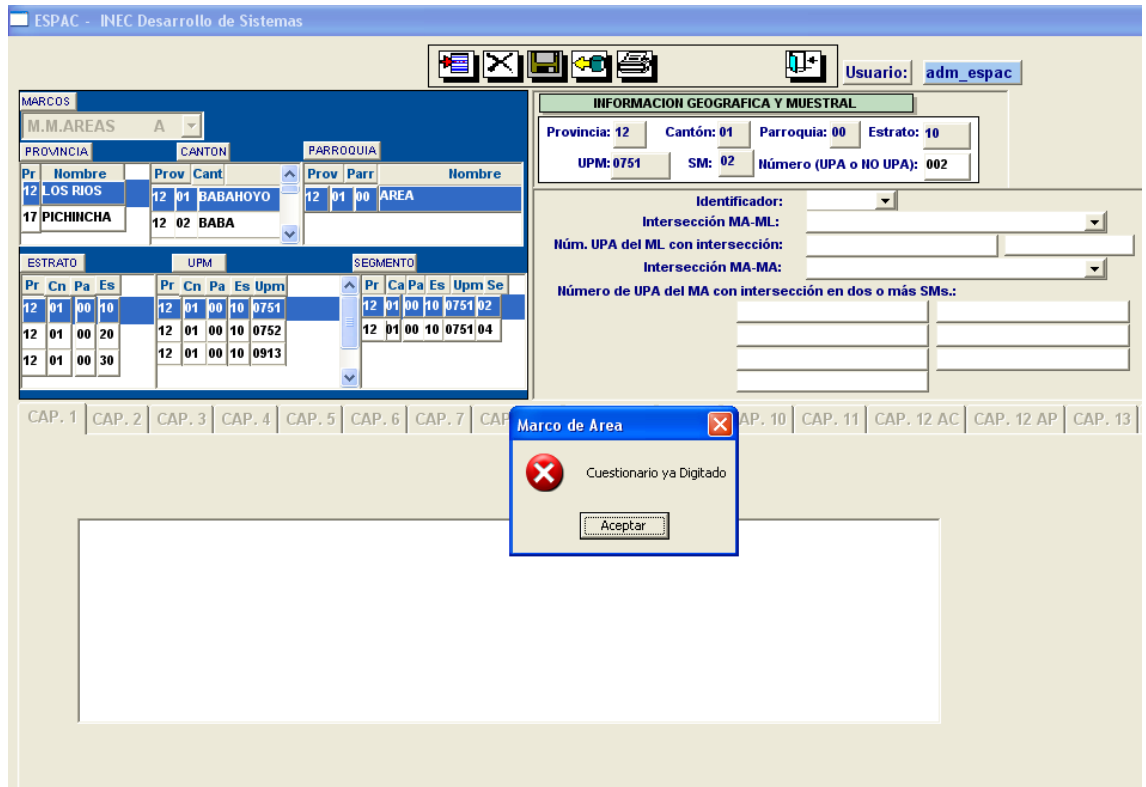 ESPAC - INEC Desarrollo de Sistemas
Usuario: adm_espac
MARCOS
M.M.AREAS A
PROVINCIA CANTON PARROQUIA
Pr Nombre Prov Cant Prov Parr Nombre
12 LOS RIOS 12 01 BABAHOYO 12 01 00 AREA
17 PICHINCHA 12 02 BABA
ESTRATO UPM SEGMENTO
Pr Cn Pa Es Pr Cn Pa Es Upm Pr Ca Pa Es Upm Se
12 01 00 10 12 01 00 10 0751 12 01 00 10 0751 02
12 01 00 20 12 01 00 10 0752 12 01 00 10 0751 04
12 01 00 30 12 01 00 10 0913
INFORMACION GEOGRAFICA Y MUESTRAL
Provincia: 12 Cantón: 01 Parroquia: 00 Estrato: 10
UPM: 0751 SM: 02 Número (UPA o NO UPA): 002
Identificador:
Intersección MA-ML:
Núm. UPA del ML con intersección:
Intersección MA-MA:
Número de UPA del MA con intersección en dos o más SMs.:
CAP. 1 CAP. 2 CAP. 3 CAP. 4 CAP. 5 CAP. 6 CAP. 7 CAP AP. 10 CAP. 11 CAP. 12 AC CAP. 12 AP CAP. 13
Marco de Area
Cuestionario ya Digitado
Aceptar